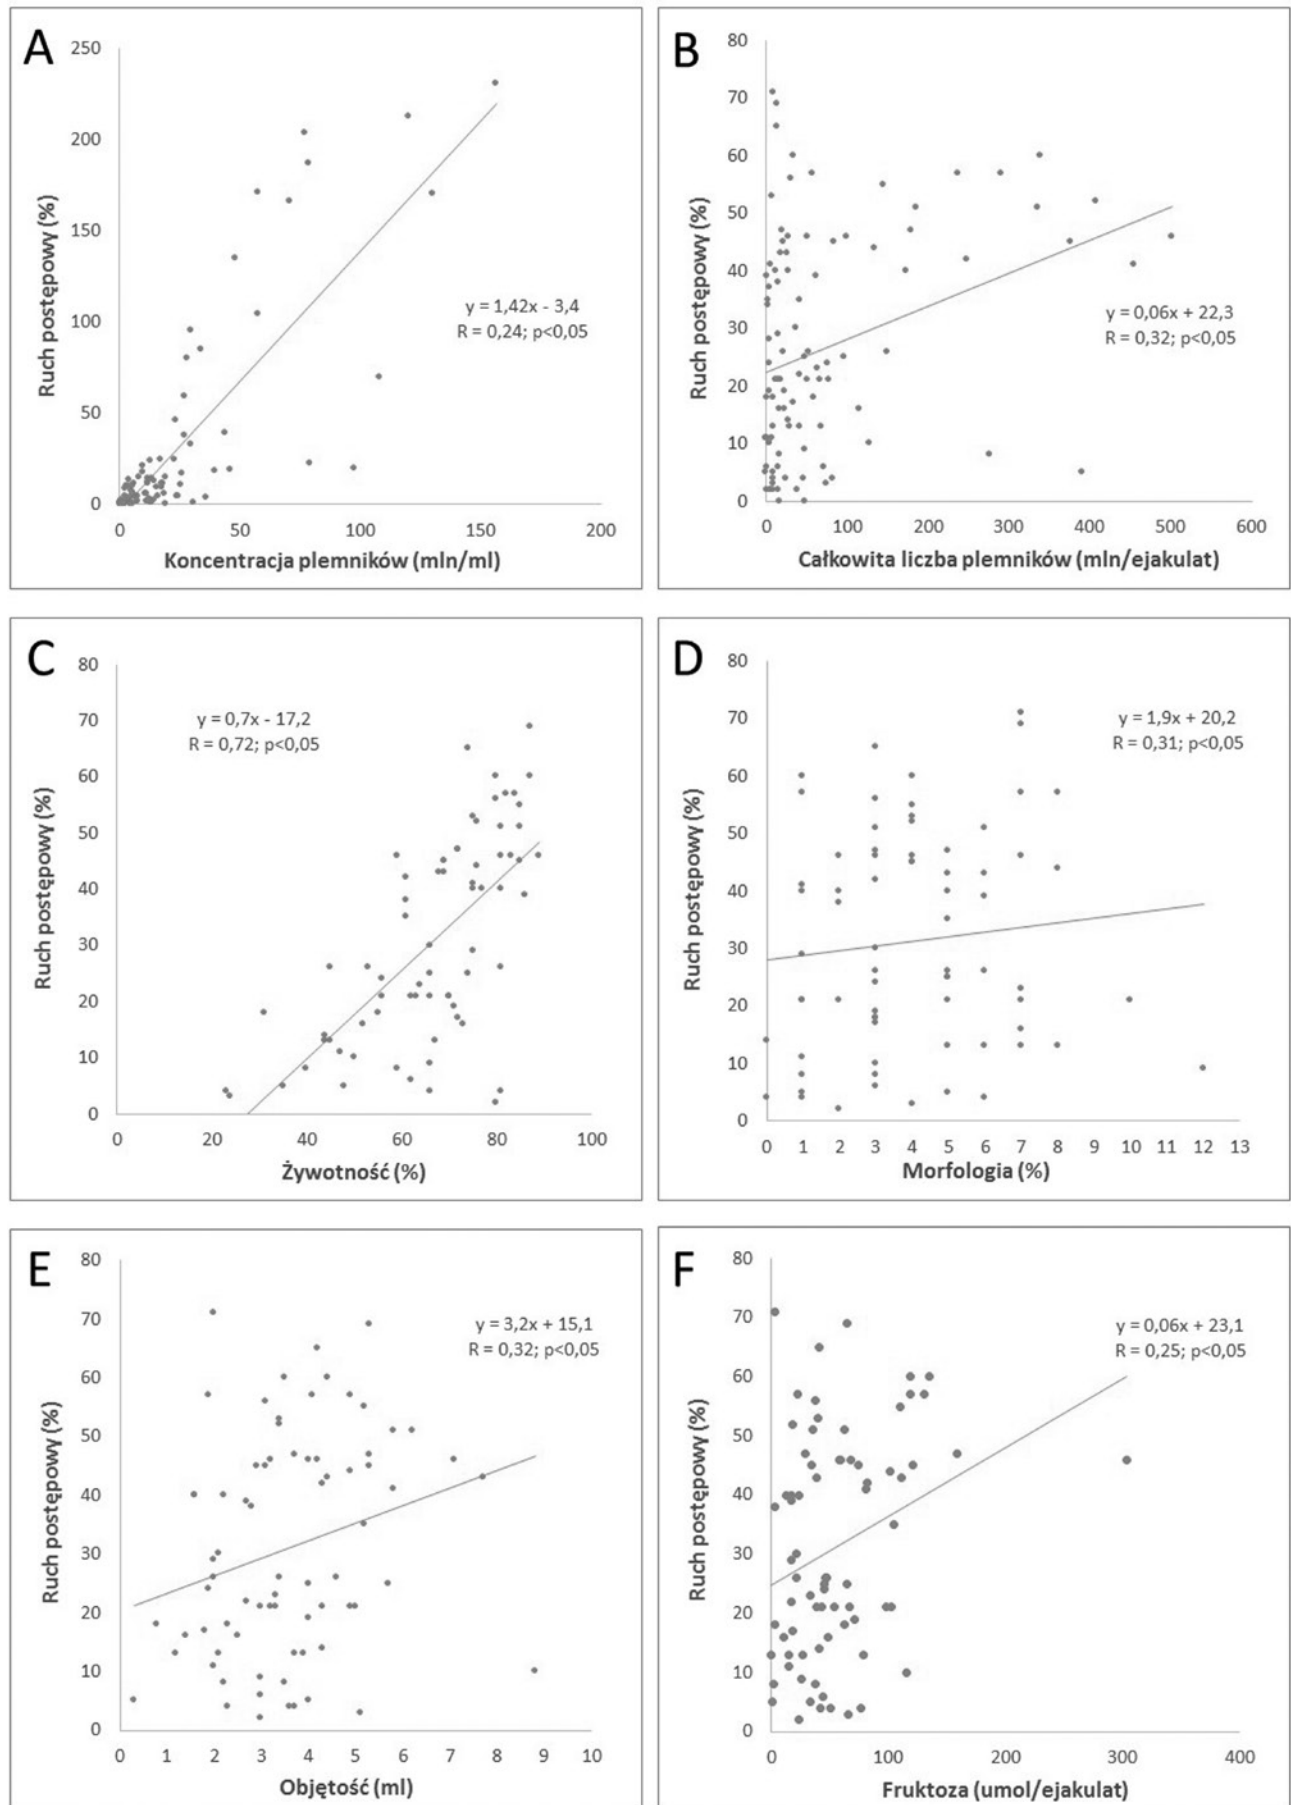 A
250
200
150
100
50
0
Ruch postępowy (%)
y = 1,42x - 3,4
R = 0,24; p<0,05
0 50 100 150 200
Koncentracja plemników (mln/ml)
B
80
70
60
50
40
30
20
10
0
Ruch postępowy (%)
y = 0,06x + 22,3
R = 0,32; p<0,05
0 100 200 300 400 500 600
Całkowita liczba plemników (mln/ejakulat)
C
80
70
60
50
40
30
20
10
0
Ruch postępowy (%)
y = 0,7x - 17,2
R = 0,72; p<0,05
0 20 40 60 80 100
Żywotność (%)
D
80
70
60
50
40
30
20
10
0
Ruch postępowy (%)
y = 1,9x + 20,2
R = 0,31; p<0,05
0 1 2 3 4 5 6 7 8 9 10 11 12 13
Morfologia (%)
E
80
70
60
50
40
30
20
10
0
Ruch postępowy (%)
y = 3,2x + 15,1
R = 0,32; p<0,05
0 1 2 3 4 5 6 7 8 9 10
Objętość (ml)
F
80
70
60
50
40
30
20
10
0
Ruch postępowy (%)
y = 0,06x + 23,1
R = 0,25; p<0,05
0 100 200 300 400
Fruktoza (umol/ejakulat)